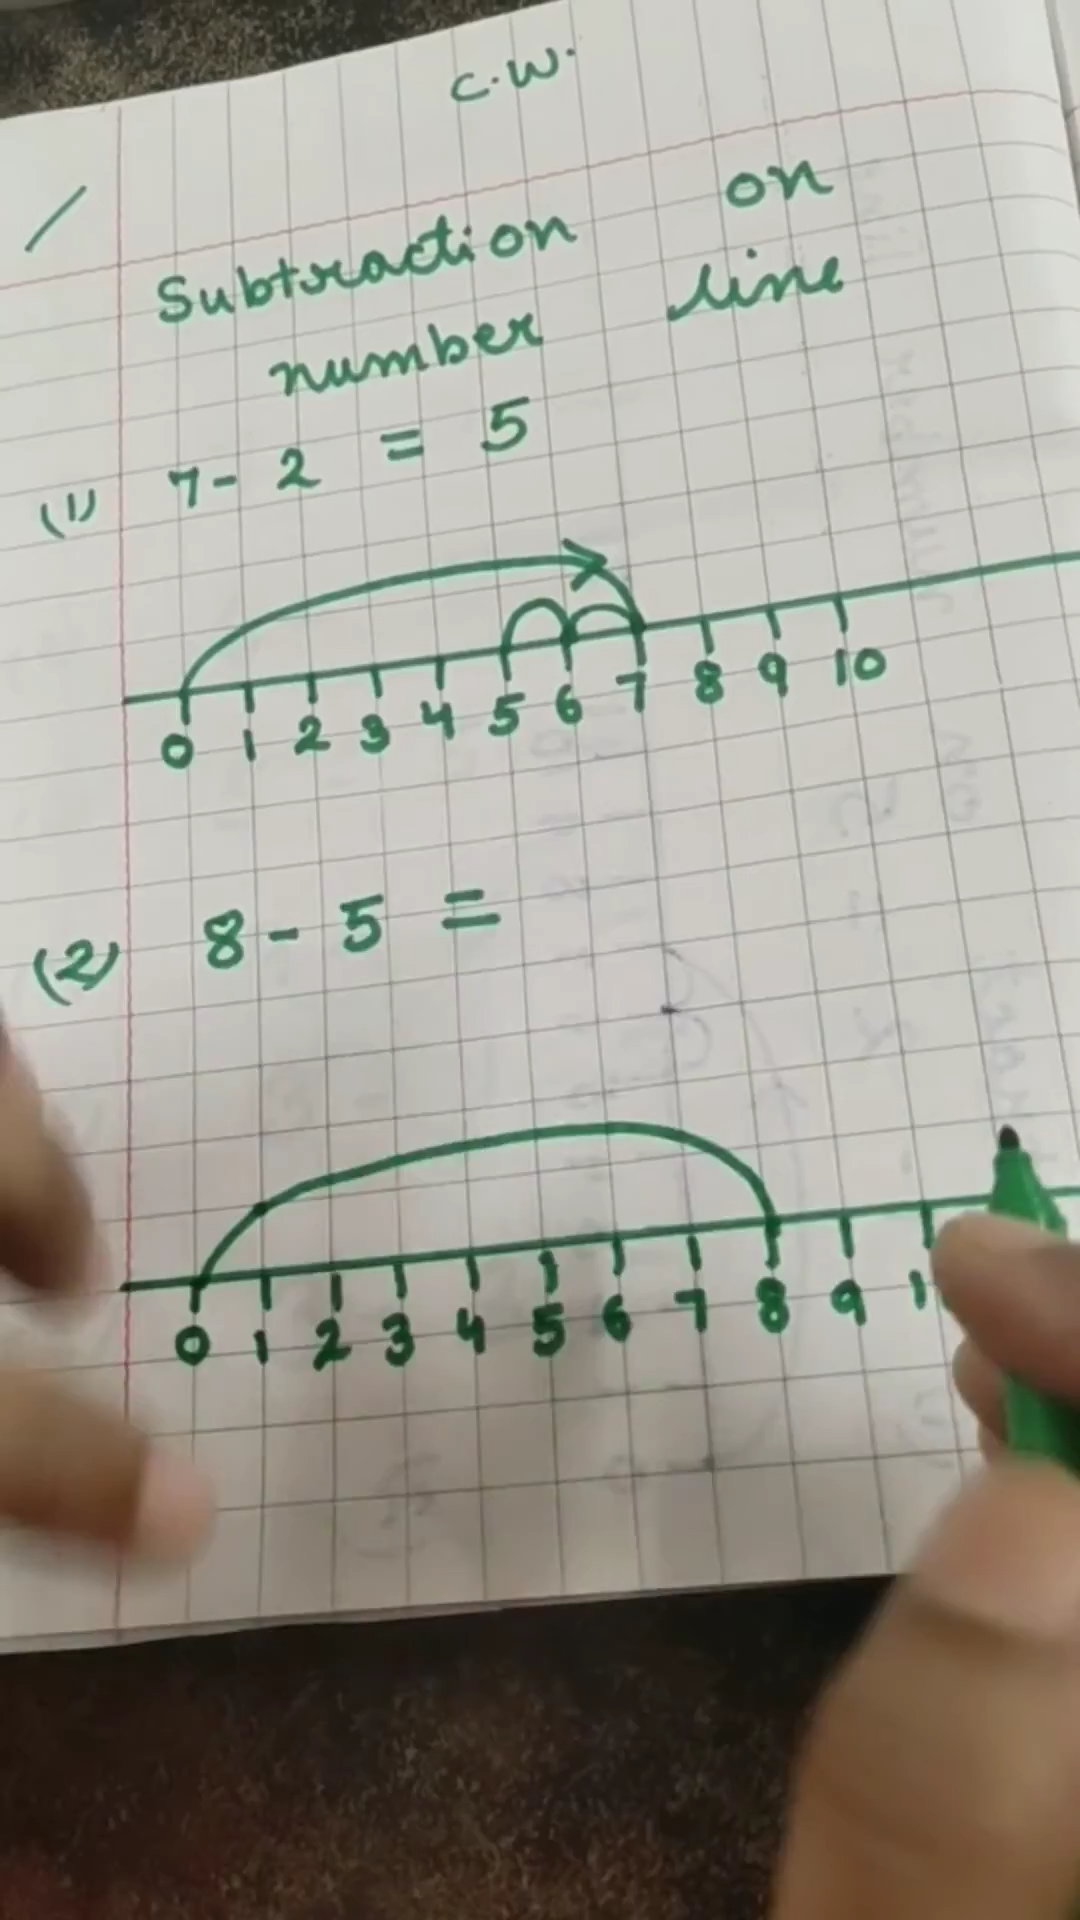 C.W.
Subtraction on
number line
(1) 7 - 2 = 5
0 1 2 3 4 5 6 7 8 9 10
(2) 8 - 5 =
0 1 2 3 4 5 6 7 8 9 1